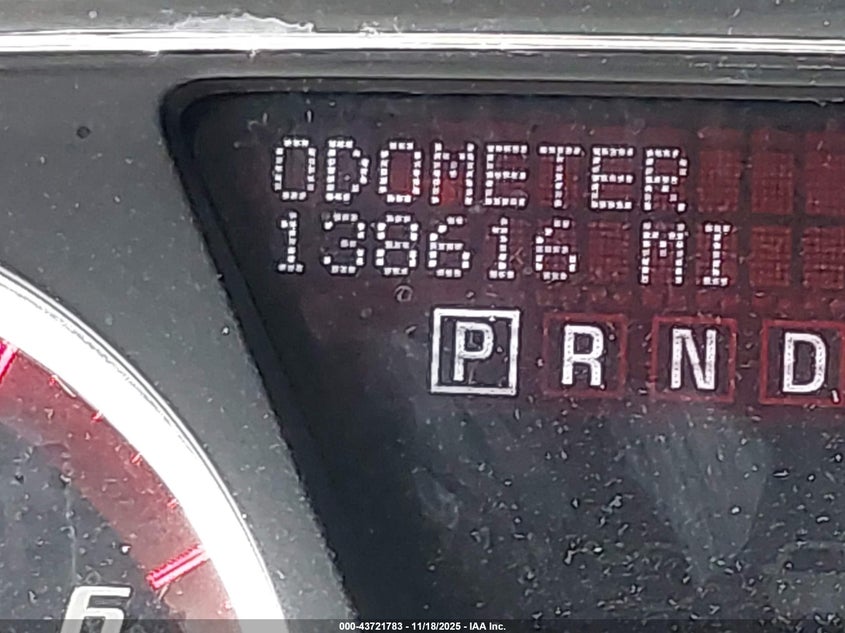 ODOMETER
138616 MI
P R N D
6
000-43721783 - 11/18/2025 - IAA Inc.